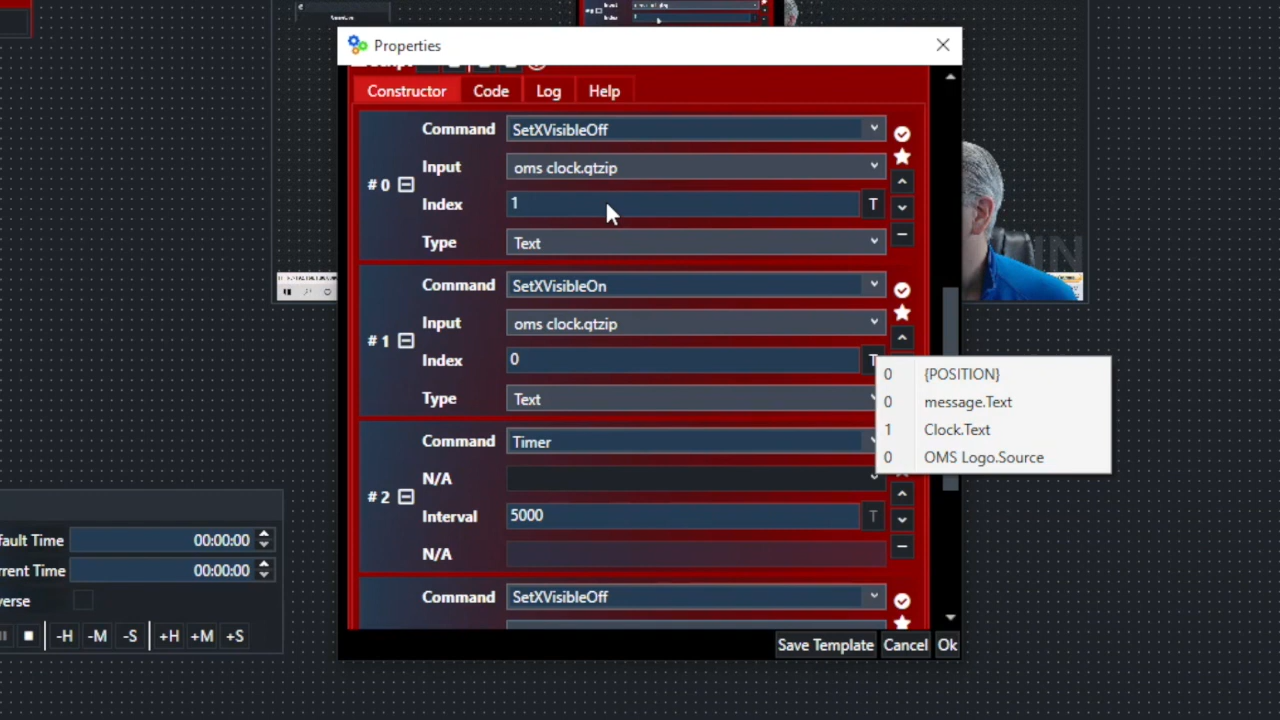 Properties
Constructor Code Log Help
Command SetXVisibleOff
Input oms clock.gtzip
# 0
Index 1 T
Type Text
Command SetXVisibleOn
Input oms clock.gtzip
# 1
Index 0 T
Type Text
0 {POSITION}
0 message.Text
1 Clock.Text
0 OMS Logo.Source
Command Timer
N/A
# 2
Interval 5000 T
N/A
Command SetXVisibleOff
Save Template Cancel Ok
fault Time 00:00:00
rrent Time 00:00:00
verse
-H -M -S +H +M +S
IN